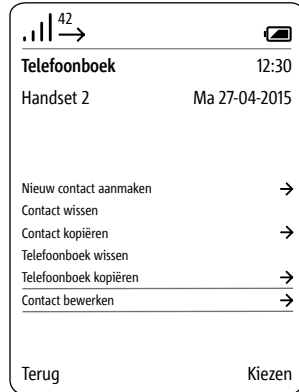 42
Telefoonboek 12:30
Handset 2 Ma 27-04-2015
Nieuw contact aanmaken
Contact wissen
Contact kopiëren
Telefoonboek wissen
Telefoonboek kopiëren
Contact bewerken
Terug Kiezen